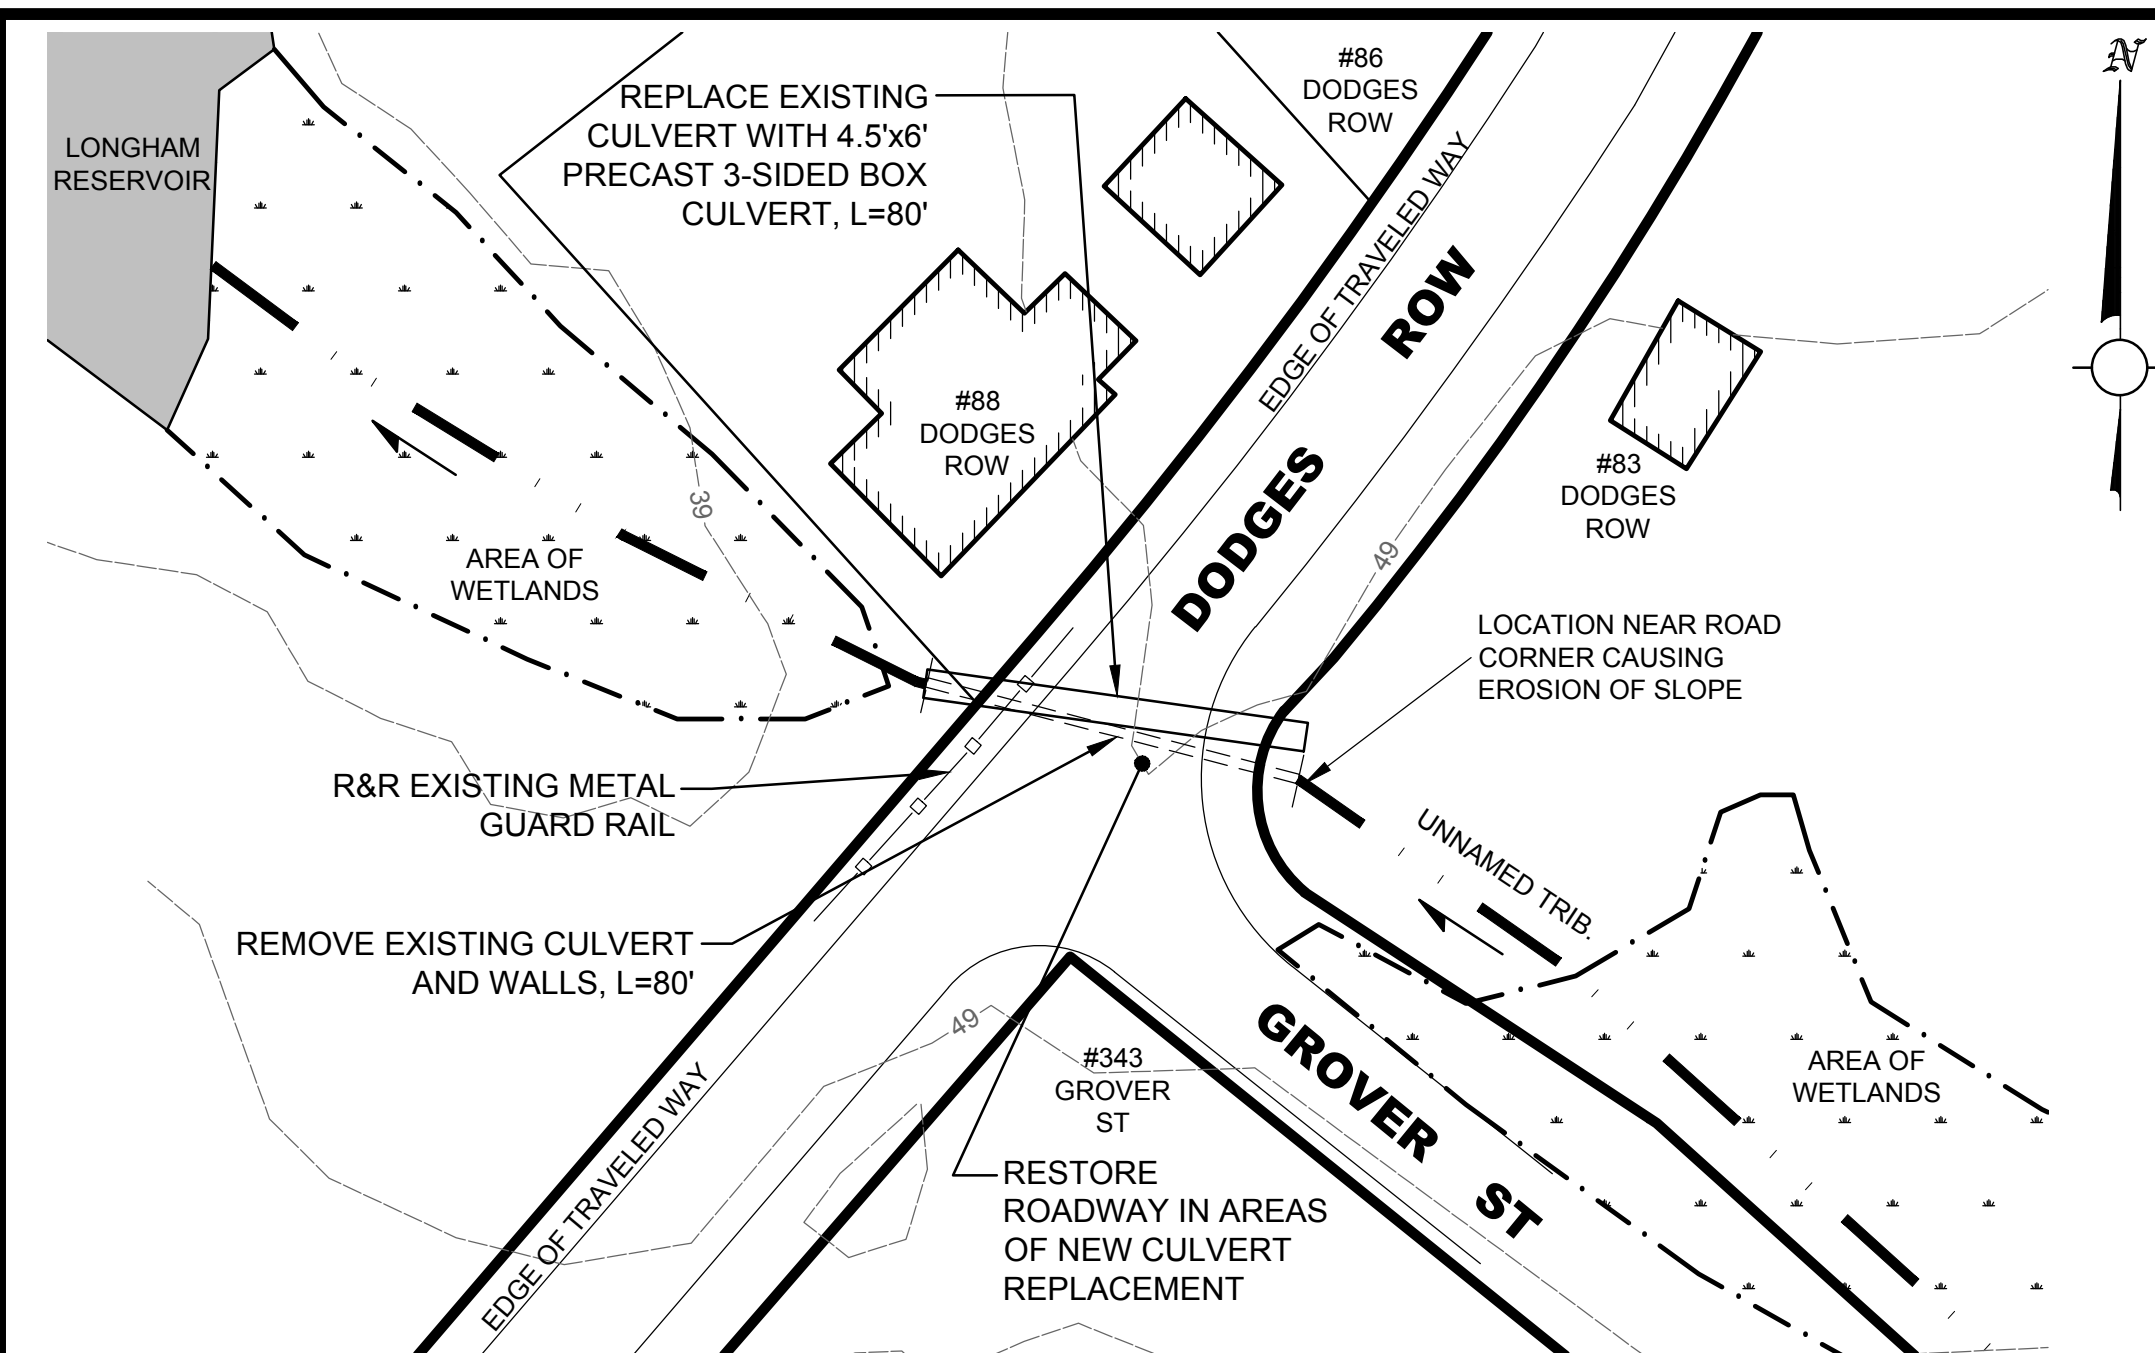 N
#86
DODGES
ROW
REPLACE EXISTING
CULVERT WITH 4.5'x6'
PRECAST 3-SIDED BOX
CULVERT, L=80'
LONGHAM
RESERVOIR
EDGE OF TRAVELED WAY
DODGES ROW
#88
DODGES
ROW
#83
DODGES
ROW
39
49
AREA OF
WETLANDS
LOCATION NEAR ROAD
CORNER CAUSING
EROSION OF SLOPE
R&R EXISTING METAL
GUARD RAIL
UNNAMED TRIB.
REMOVE EXISTING CULVERT
AND WALLS, L=80'
49
#343
GROVER
ST
GROVER ST
AREA OF
WETLANDS
EDGE OF TRAVELED WAY
RESTORE
ROADWAY IN AREAS
OF NEW CULVERT
REPLACEMENT